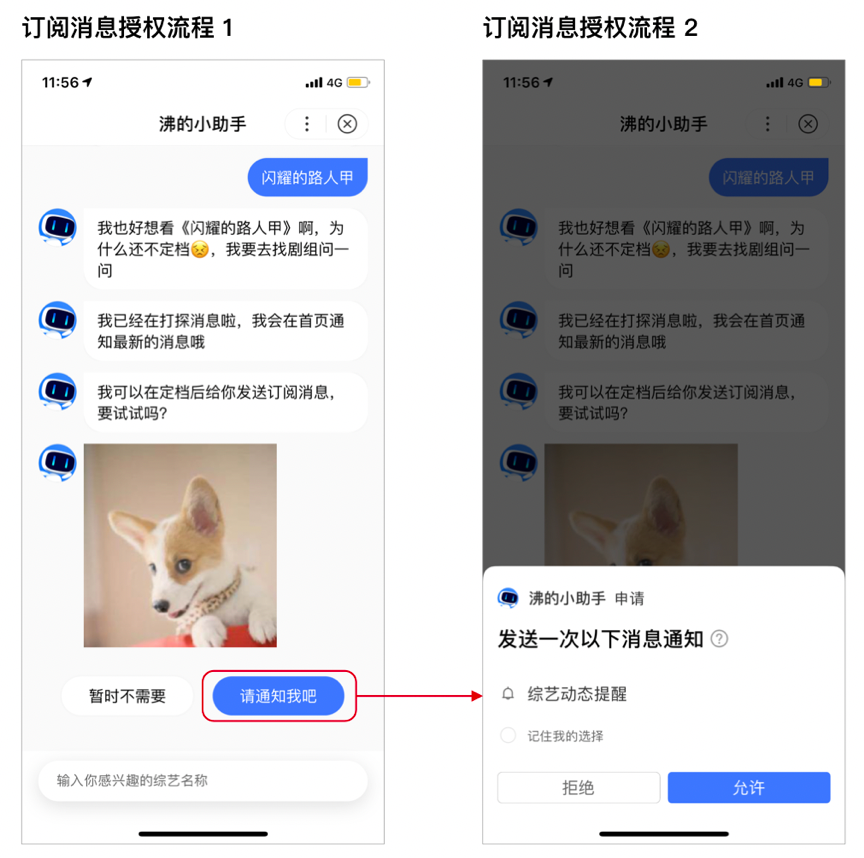 订阅消息授权流程 1
11:56
4G
沸的小助手
闪耀的路人甲
我也好想看《闪耀的路人甲》啊，为
什么还不定档😣，我要去找剧组问一
问
我已经在打探消息啦，我会在首页通
知最新的消息哦
我可以在定档后给你发送订阅消息，
要试试吗？
暂时不需要
请通知我吧
输入你感兴趣的综艺名称
订阅消息授权流程 2
11:56
4G
沸的小助手
闪耀的路人甲
我也好想看《闪耀的路人甲》啊，为
什么还不定档😣，我要去找剧组问一
问
我已经在打探消息啦，我会在首页通
知最新的消息哦
我可以在定档后给你发送订阅消息，
要试试吗？
沸的小助手 申请
发送一次以下消息通知 ?
综艺动态提醒
记住我的选择
拒绝
允许